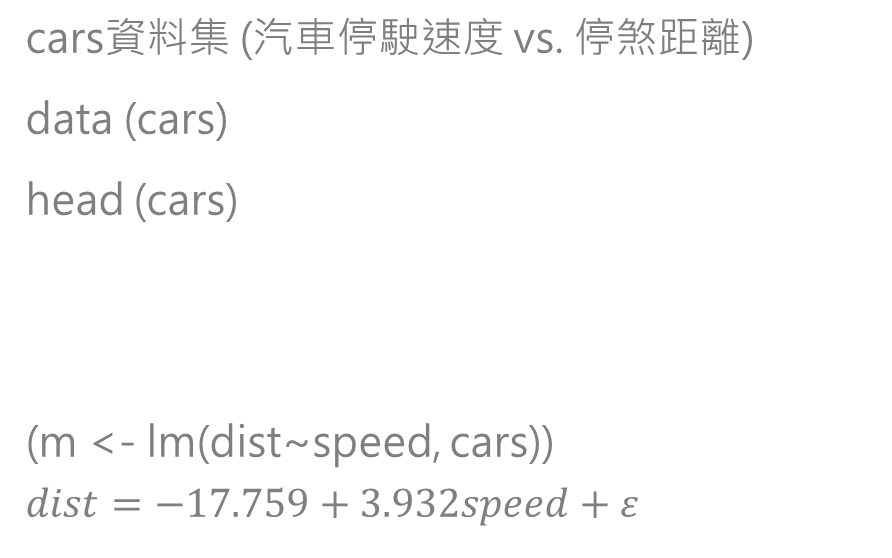 cars資料集 (汽車停駛速度 vs. 停煞距離)
data (cars)
head (cars)
(m <- lm(dist~speed, cars))
dist = −17.759 + 3.932speed + ε